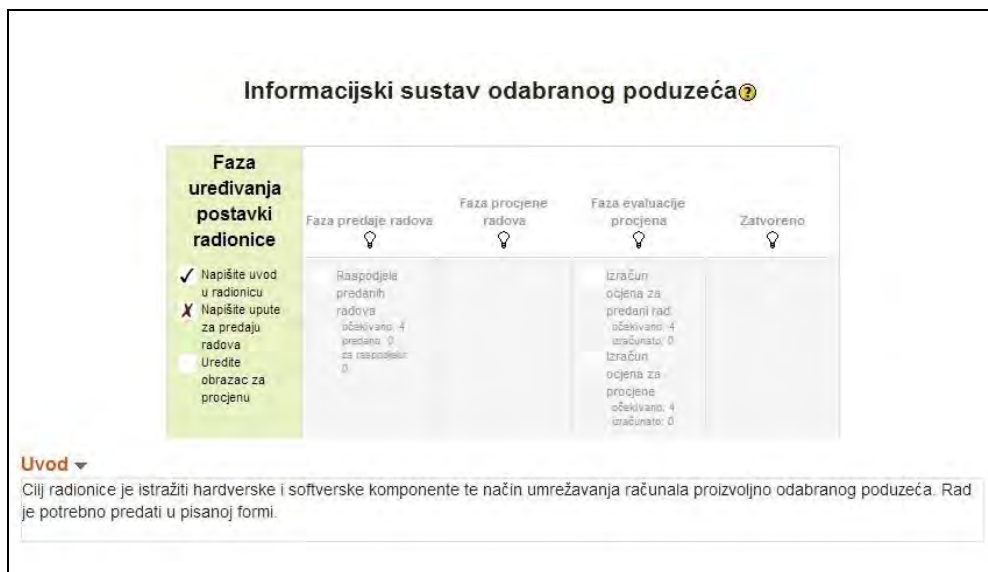 Informacijski sustav odabranog poduzeća
Faza
uređivanja
postavki
radionice
Faza predaje radova
Faza procjene
radova
Faza evaluacije
procjena
Zatvoreno
Napišite uvod
u radionicu
Napišite upute
za predaju
radova
Uredite
obrazac za
procjenu
Raspodjela
predanih
radova
očekivano: 4
predano: 0
za raspodjelu:
0
Izračun
ocjena za
predani rad
očekivano: 4
izračunato: 0
Izračun
ocjena za
procjene
očekivano: 4
izračunato: 0
Uvod
Cilj radionice je istražiti hardverske i softverske komponente te način umrežavanja računala proizvoljno odabranog poduzeća. Rad
je potrebno predati u pisanoj formi.